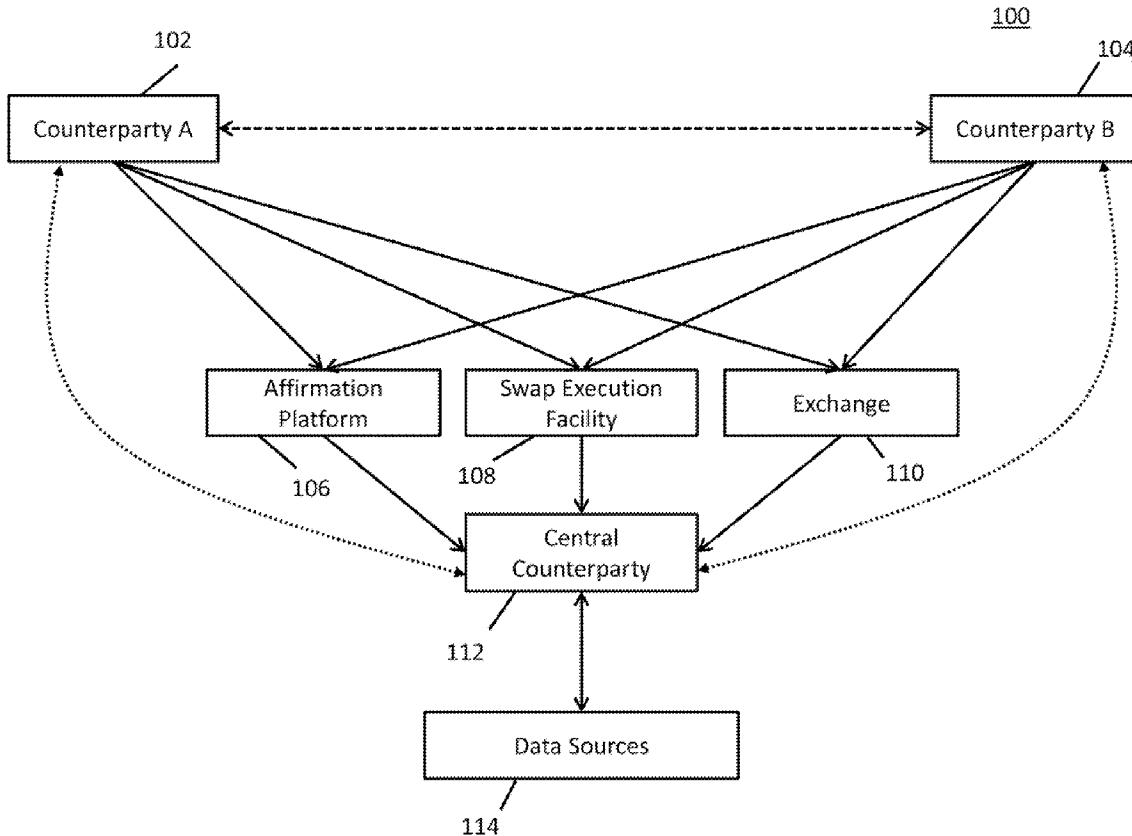 100
102
104
Counterparty A
Counterparty B
Affirmation
Platform
Swap Execution
Facility
Exchange
106
108
110
Central
Counterparty
112
Data Sources
114